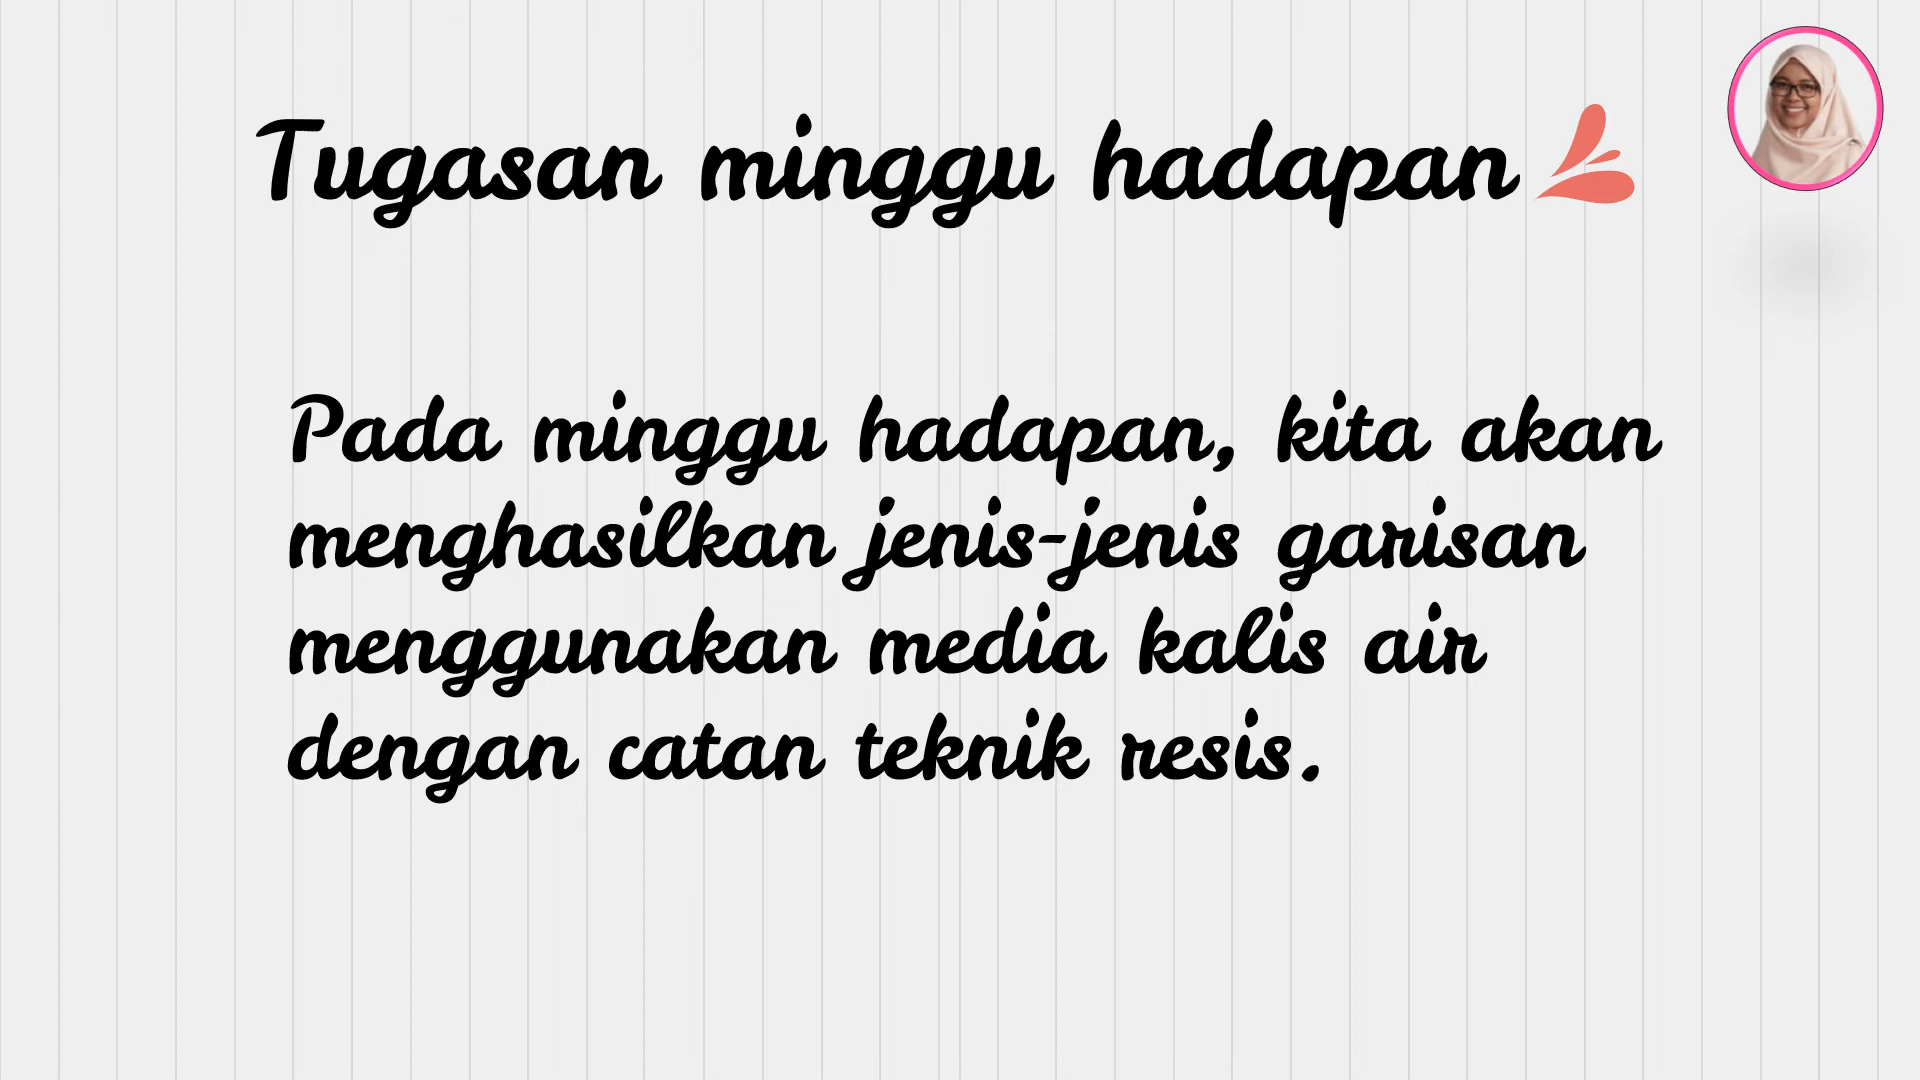 Tugasan minggu hadapan
Pada minggu hadapan, kita akan
menghasilkan jenis-jenis garisan
menggunakan media kalis air
dengan catan teknik resis.